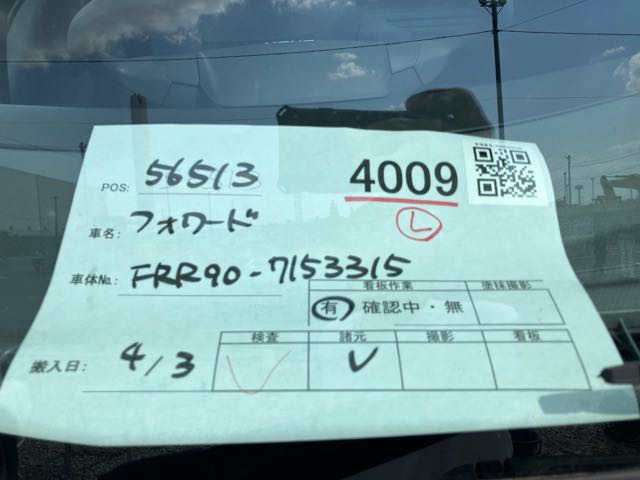 POS: 56513
4009
L
車名: フォワード
車体No.: FRR90-7153315
看板作業 塗球撮影
有 確認中・無
検査 諸元 撮影 看板
搬入日: 4/3